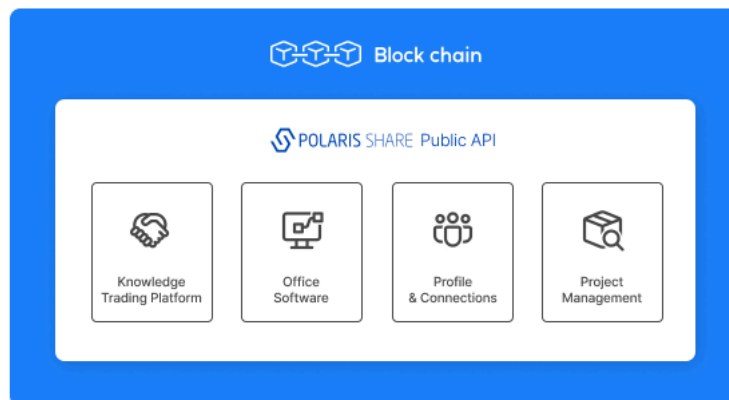 Block chain
POLARIS SHARE Public API
Knowledge
Trading Platform
Office
Software
Profile
& Connections
Project
Management